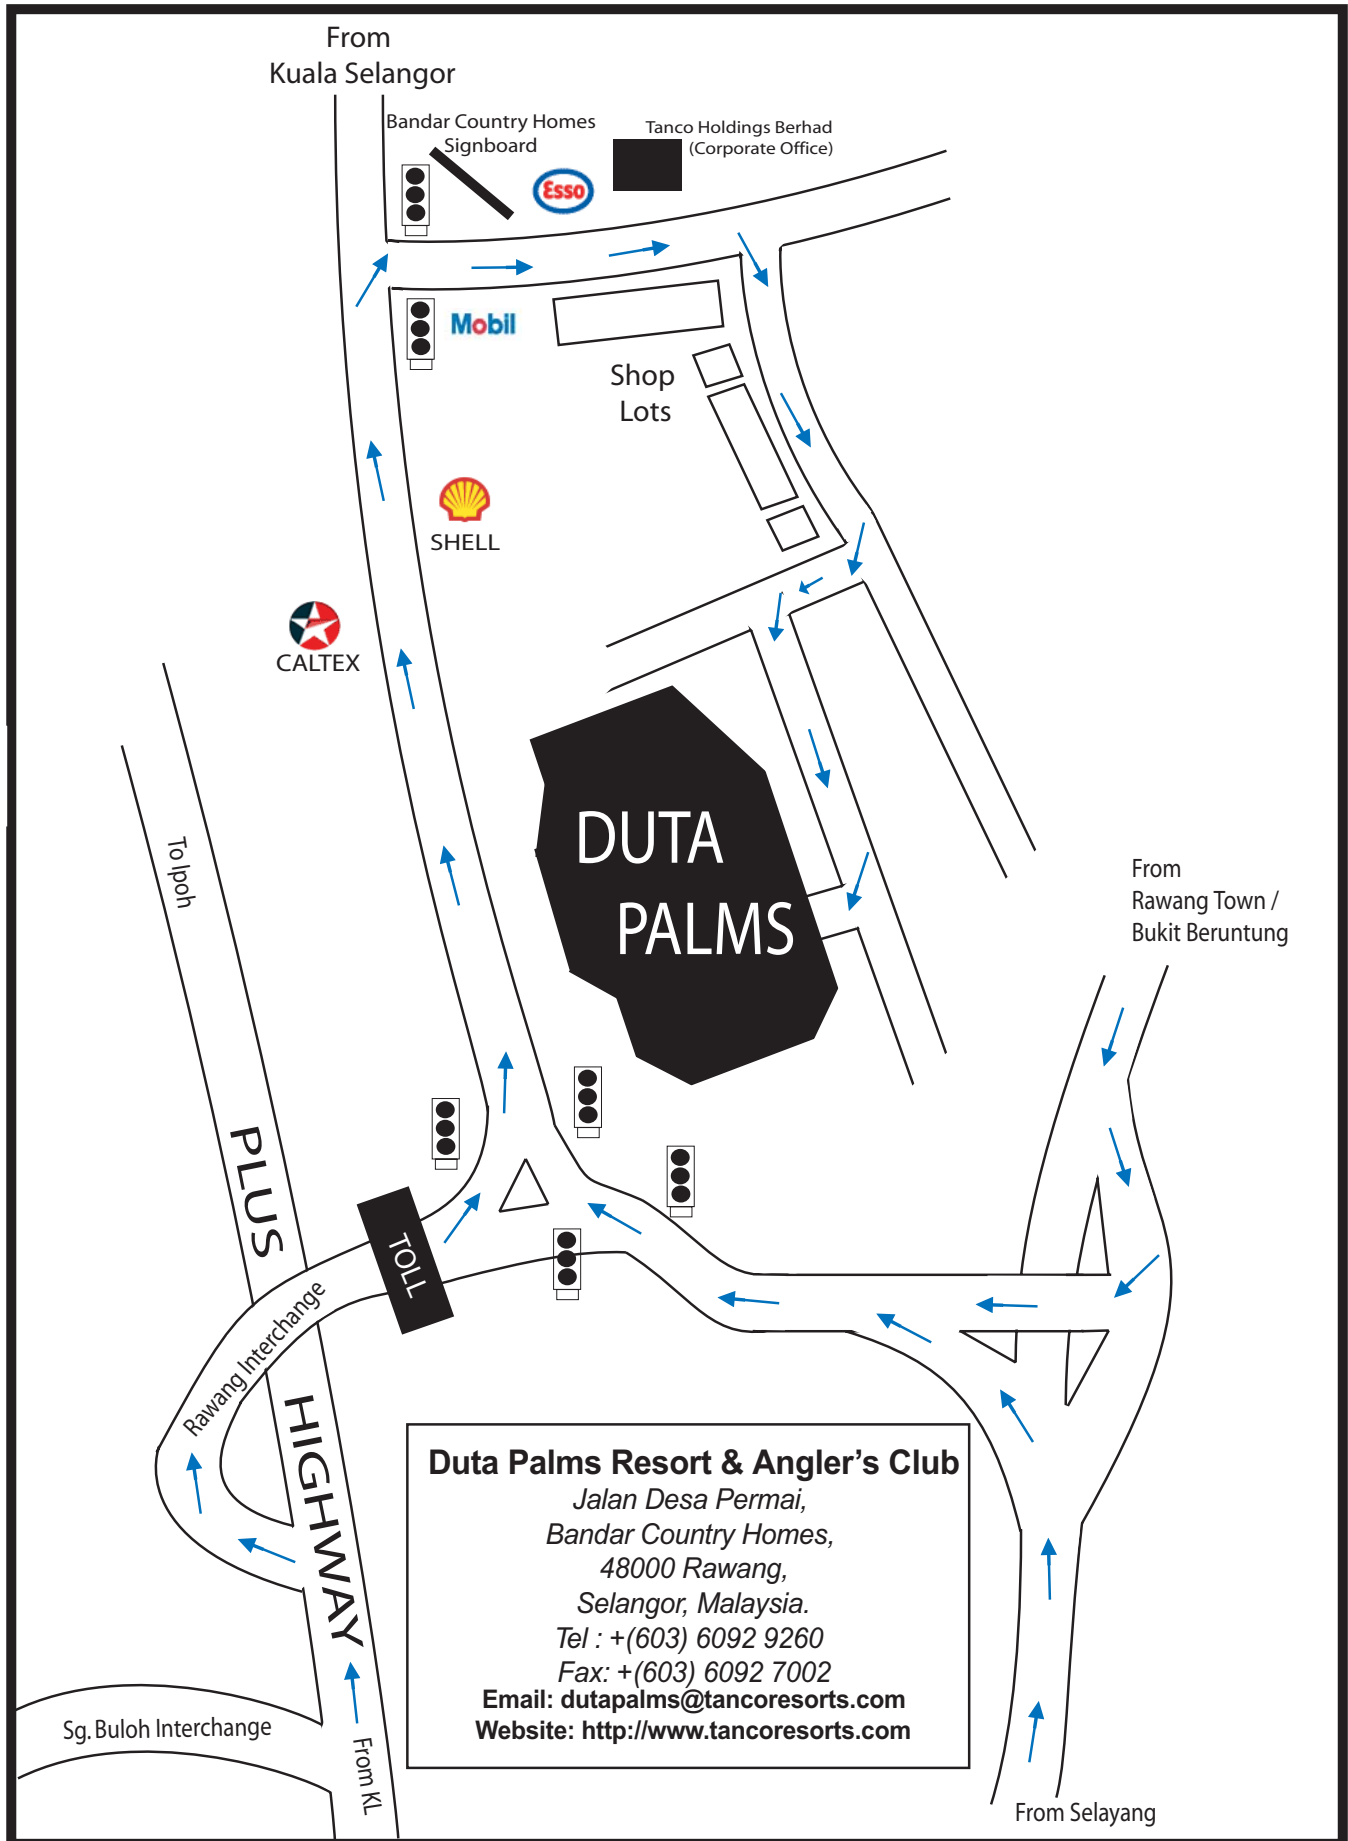 From
Kuala Selangor
Bandar Country Homes
Signboard
Tanco Holdings Berhad
(Corporate Office)
Esso
Mobil
Shop
Lots
SHELL
CALTEX
To Ipoh
DUTA
PALMS
From
Rawang Town /
Bukit Beruntung
PLUS
HIGHWAY
TOLL
Rawang Interchange
Duta Palms Resort & Angler’s Club
Jalan Desa Permai,
Bandar Country Homes,
48000 Rawang,
Selangor, Malaysia.
Tel : +(603) 6092 9260
Fax: +(603) 6092 7002
Email: dutapalms@tancoresorts.com
Website: http://www.tancoresorts.com
Sg. Buloh Interchange
From KL
From Selayang